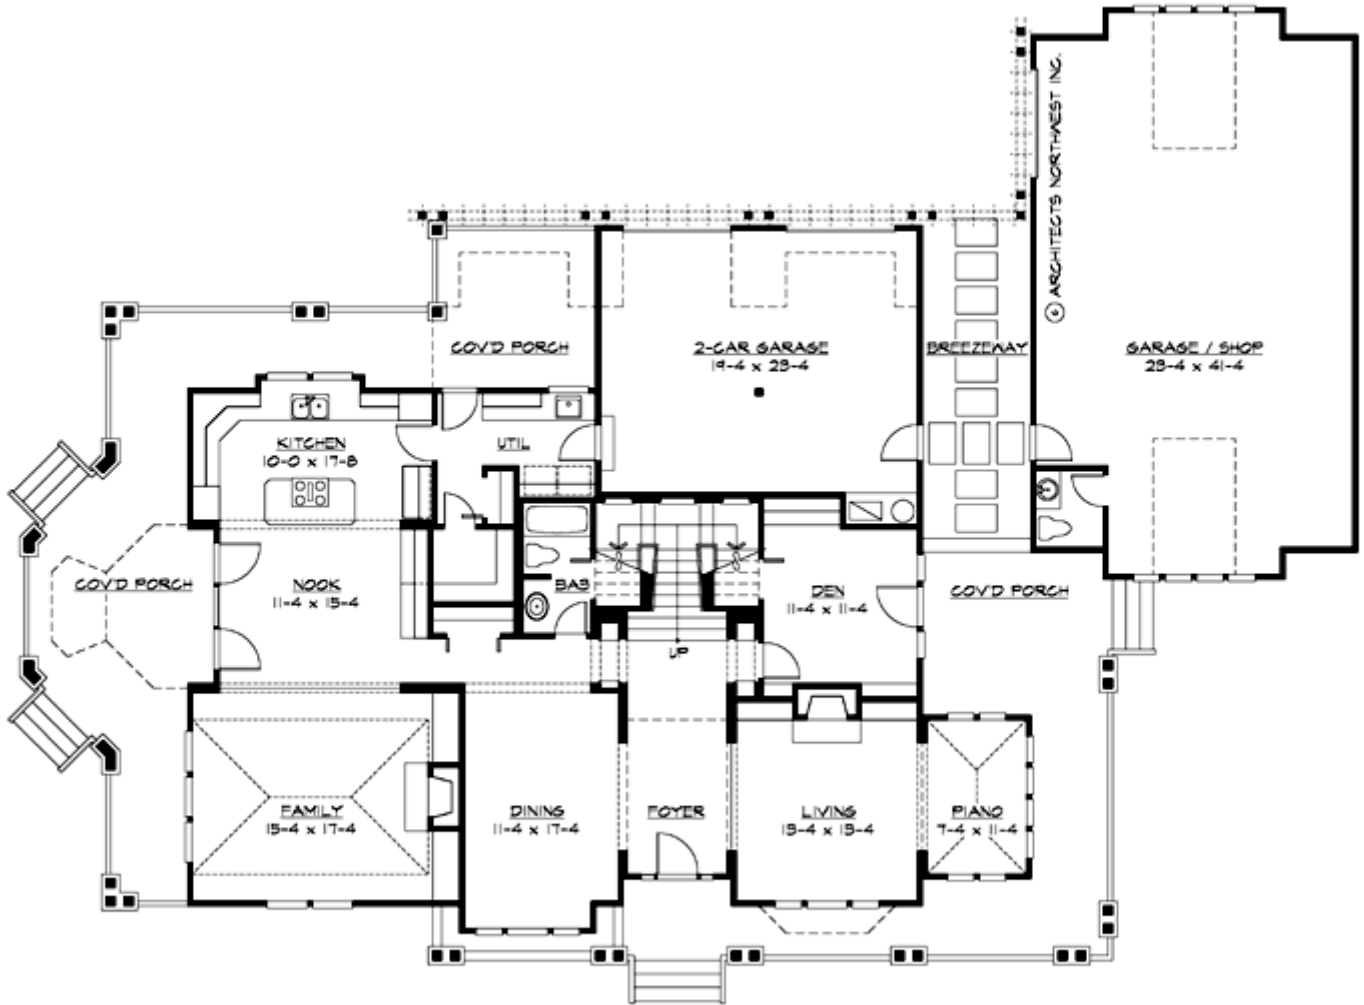 © ARCHITECTS NORTHWEST INC.
COV'D PORCH
2-CAR GARAGE
19-4 x 23-4
BREEZEWAY
GARAGE / SHOP
23-4 x 41-4
KITCHEN
10-0 x 17-8
UTIL
COV'D PORCH
NOOK
11-4 x 15-4
BA3
DEN
11-4 x 11-4
COV'D PORCH
UP
FAMILY
15-4 x 17-4
DINING
11-4 x 17-4
FOYER
LIVING
13-4 x 13-4
PIANO
7-4 x 11-4